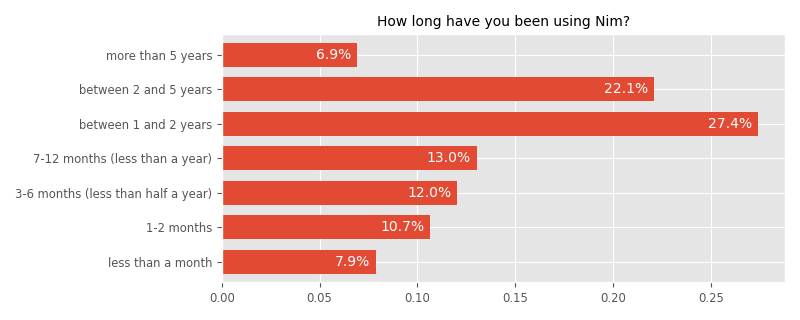 How long have you been using Nim?
more than 5 years 6.9%
between 2 and 5 years 22.1%
between 1 and 2 years 27.4%
7-12 months (less than a year) 13.0%
3-6 months (less than half a year) 12.0%
1-2 months 10.7%
less than a month 7.9%
0.00 0.05 0.10 0.15 0.20 0.25